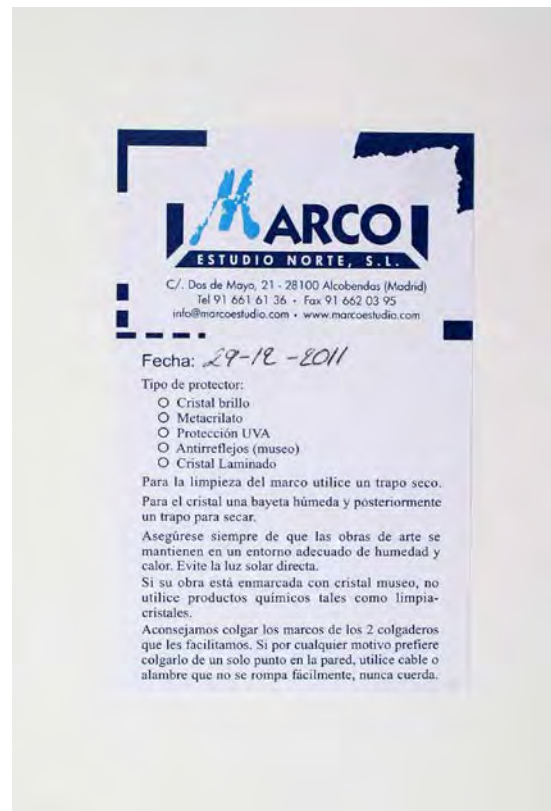 MARCO
ESTUDIO NORTE, S.L.
C/. Dos de Mayo, 21 - 28100 Alcobendas (Madrid)
Tel 91 661 61 36 • Fax 91 662 03 95
info@marcoestudio.com • www.marcoestudio.com
Fecha: 29-12-2011
Tipo de protector:
O Cristal brillo
O Metacrilato
O Protección UVA
O Antirreflejos (museo)
O Cristal Laminado
Para la limpieza del marco utilice un trapo seco.
Para el cristal una bayeta húmeda y posteriormente
un trapo para secar.
Asegúrese siempre de que las obras de arte se
mantienen en un entorno adecuado de humedad y
calor. Evite la luz solar directa.
Si su obra está enmarcada con cristal museo, no
utilice productos químicos tales como limpia-
cristales.
Aconsejamos colgar los marcos de los 2 colgaderos
que les facilitamos. Si por cualquier motivo prefiere
colgarlo de un solo punto en la pared, utilice cable o
alambre que no se rompa fácilmente, nunca cuerda.